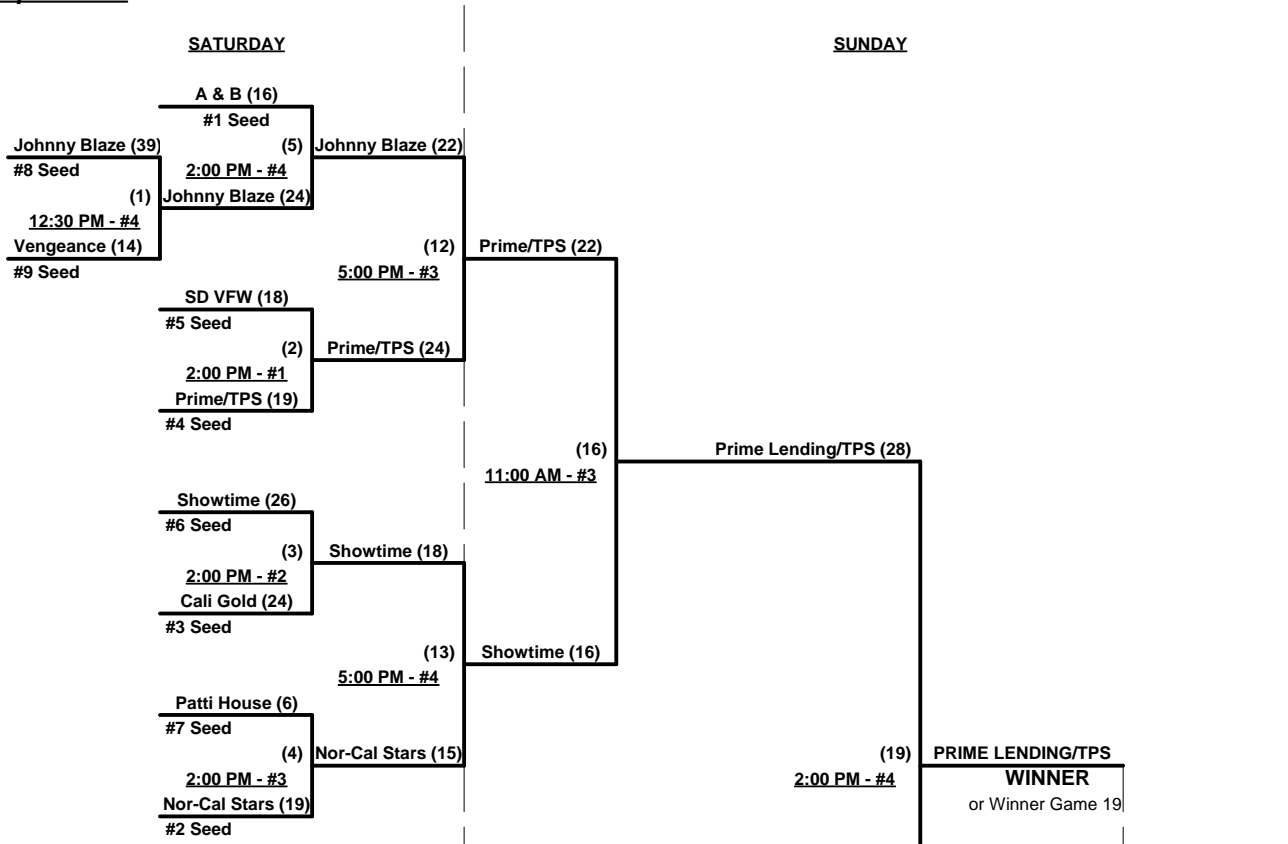 SATURDAY
SUNDAY
A & B (16)
#1 Seed
Johnny Blaze (39)
(5)
Johnny Blaze (22)
#8 Seed
2:00 PM - #4
(1)
Johnny Blaze (24)
12:30 PM - #4
Vengeance (14)
(12)
Prime/TPS (22)
#9 Seed
5:00 PM - #3
SD VFW (18)
#5 Seed
(2)
Prime/TPS (24)
2:00 PM - #1
Prime/TPS (19)
#4 Seed
(16)
Prime Lending/TPS (28)
11:00 AM - #3
Showtime (26)
#6 Seed
(3)
Showtime (18)
2:00 PM - #2
Cali Gold (24)
#3 Seed
(13)
Showtime (16)
5:00 PM - #4
Patti House (6)
#7 Seed
(4)
Nor-Cal Stars (15)
(19)
PRIME LENDING/TPS
2:00 PM - #3
2:00 PM - #4
WINNER
Nor-Cal Stars (19)
or Winner Game 19
#2 Seed